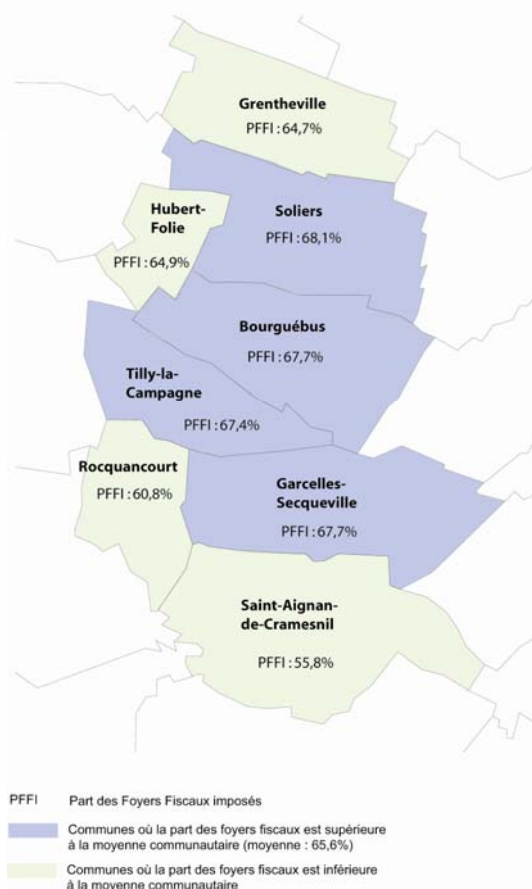 Grentheville
PFFI : 64,7%
Hubert-
Folie
PFFI : 64,9%
Soliers
PFFI : 68,1%
Bourguébus
PFFI : 67,7%
Tilly-la-
Campagne
PFFI : 67,4%
Rocquancourt
PFFI : 60,8%
Garcelles-
Secqueville
PFFI : 67,7%
Saint-Aignan-
de-Cramesnil
PFFI : 55,8%
PFFI Part des Foyers Fiscaux imposés
Communes où la part des foyers fiscaux est supérieure
à la moyenne communautaire (moyenne : 65,6%)
Communes où la part des foyers fiscaux est inférieure
à la moyenne communautaire